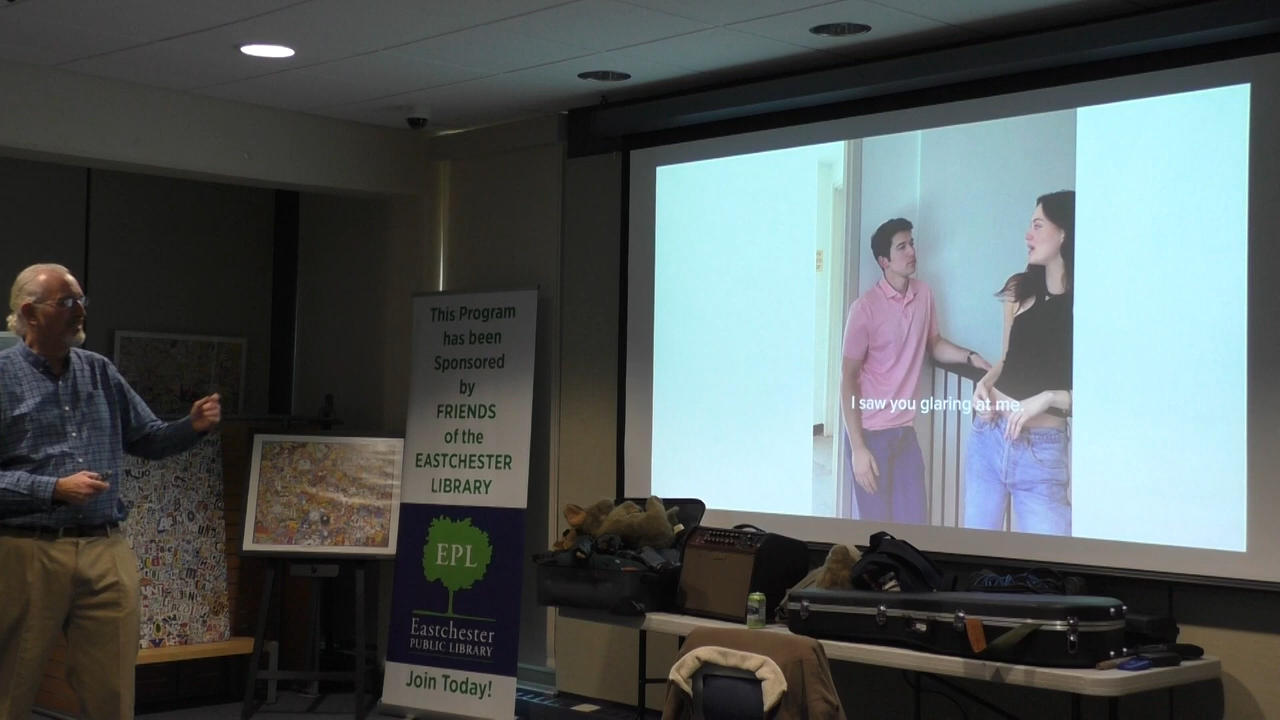 This Program
has been
Sponsored
by
FRIENDS
of the
EASTCHESTER
LIBRARY
EPL
Eastchester
PUBLIC LIBRARY
Join Today!
I saw you glaring at me.